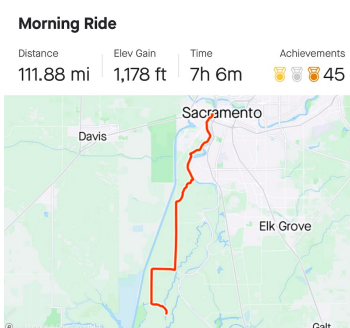 Morning Ride
Distance Elev Gain Time Achievements
111.88 mi 1,178 ft 7h 6m 45
Sacramento
Davis
Elk Grove
Galt